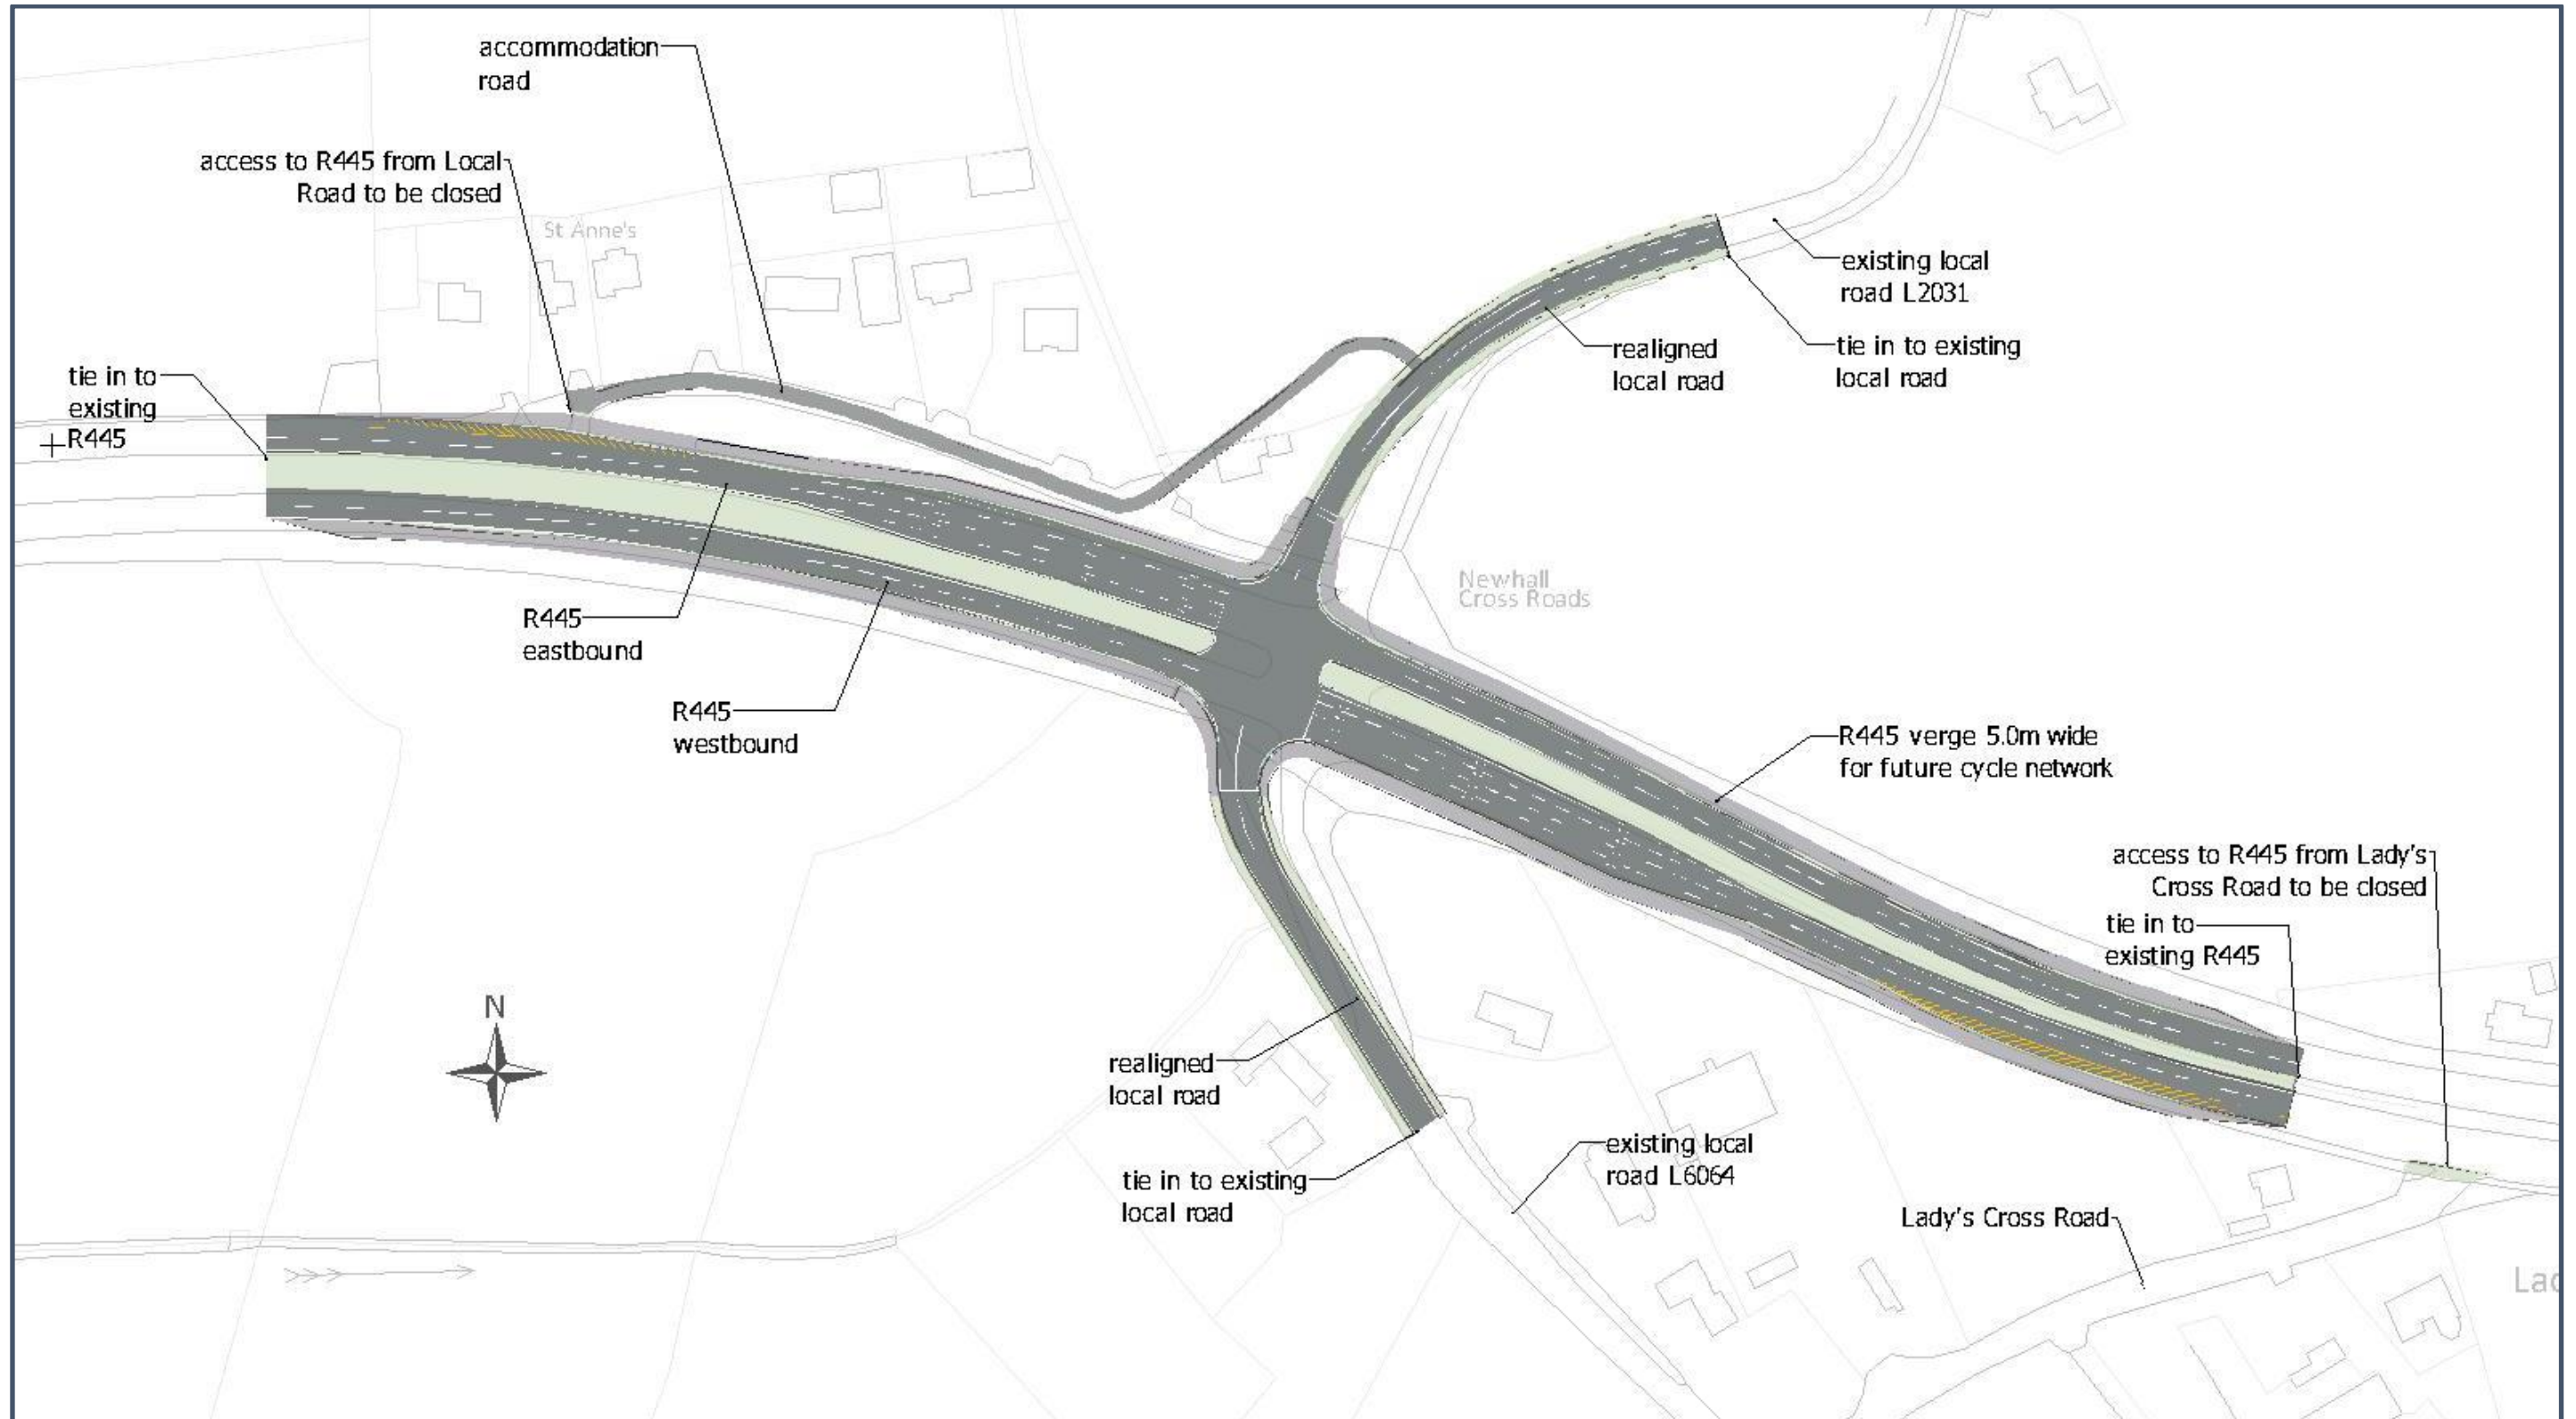 accommodation
road
access to R445 from Local
Road to be closed
St Anne's
existing local
road L2031
realigned
local road
tie in to existing
local road
tie in to
existing
R445
Newhall
Cross Roads
R445
eastbound
R445
westbound
R445 verge 5.0m wide
for future cycle network
access to R445 from Lady's
Cross Road to be closed
tie in to
existing R445
N
realigned
local road
existing local
road L6064
tie in to existing
local road
Lady's Cross Road